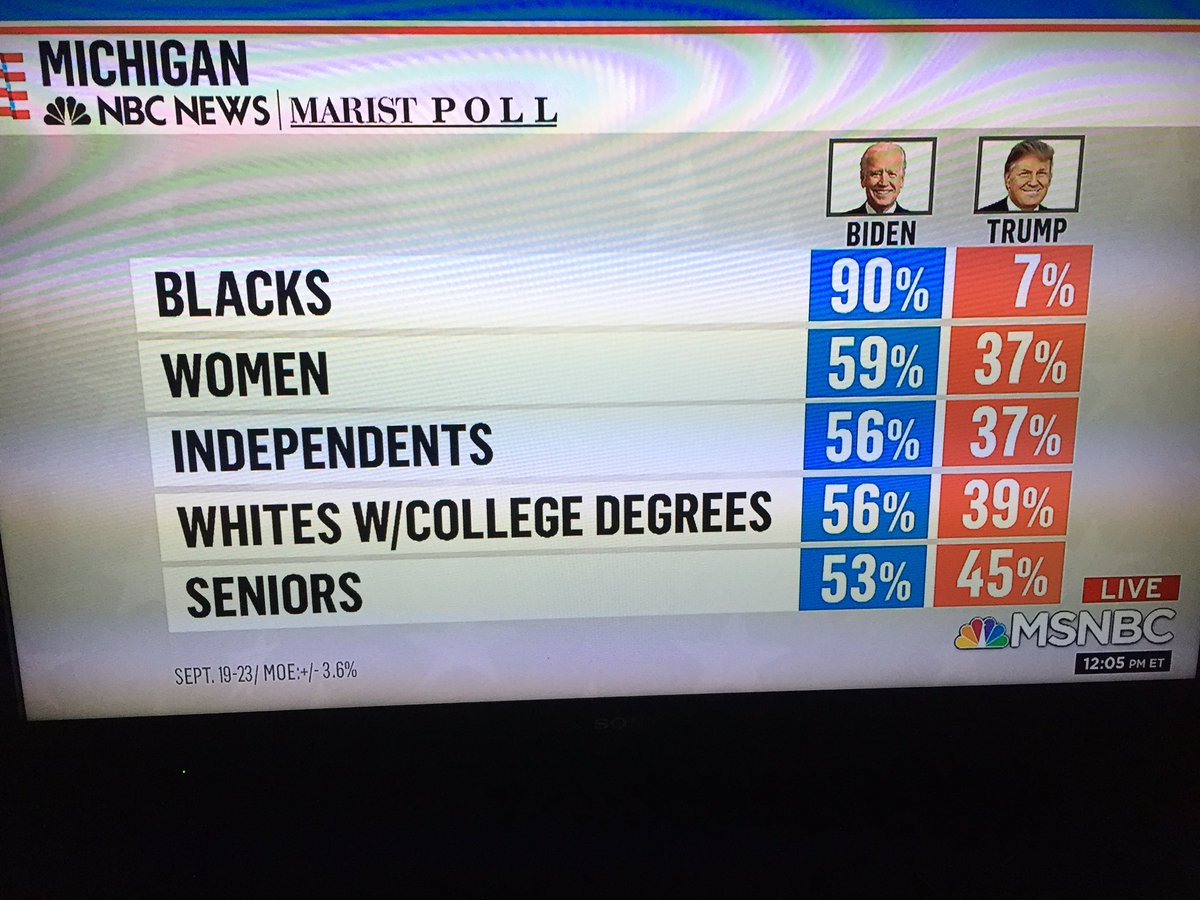 MICHIGAN
NBC NEWS | MARIST POLL
BIDEN TRUMP
BLACKS 90% 7%
WOMEN 59% 37%
INDEPENDENTS 56% 37%
WHITES W/COLLEGE DEGREES 56% 39%
SENIORS 53% 45%
LIVE
MSNBC
SEPT. 19-23/ MOE:+/- 3.6%
12:05 PM ET
SONY